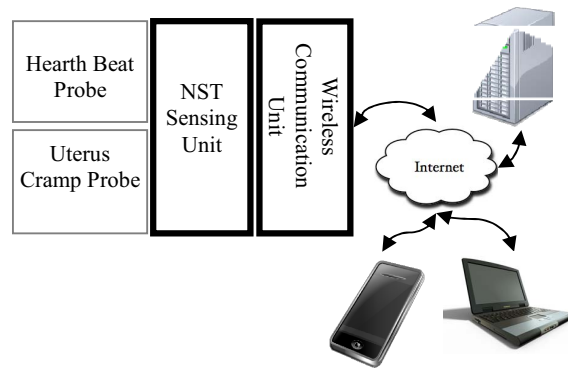 Hearth Beat
Probe
Uterus
Cramp Probe
NST
Sensing
Unit
Wireless
Communication
Unit
Internet